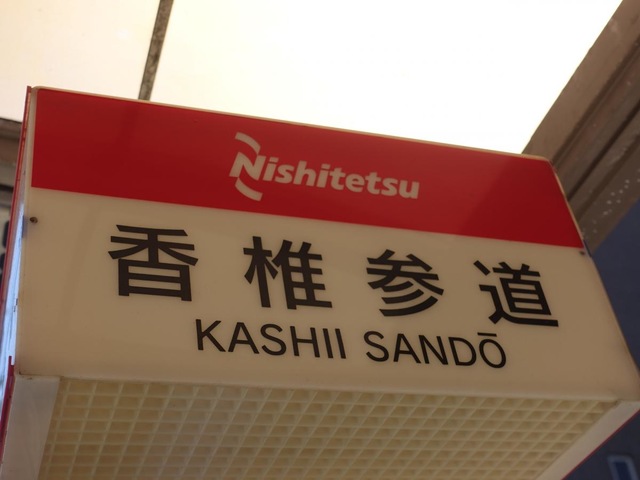 Nishitetsu
香椎参道
KASHII SANDŌ